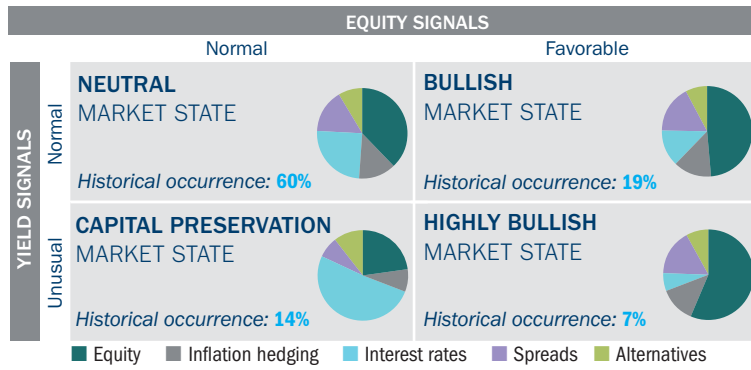 EQUITY SIGNALS
Normal
Favorable
YIELD SIGNALS
Normal
NEUTRAL
MARKET STATE
Historical occurrence: 60%
BULLISH
MARKET STATE
Historical occurrence: 19%
Unusual
CAPITAL PRESERVATION
MARKET STATE
Historical occurrence: 14%
HIGHLY BULLISH
MARKET STATE
Historical occurrence: 7%
Equity
Inflation hedging
Interest rates
Spreads
Alternatives